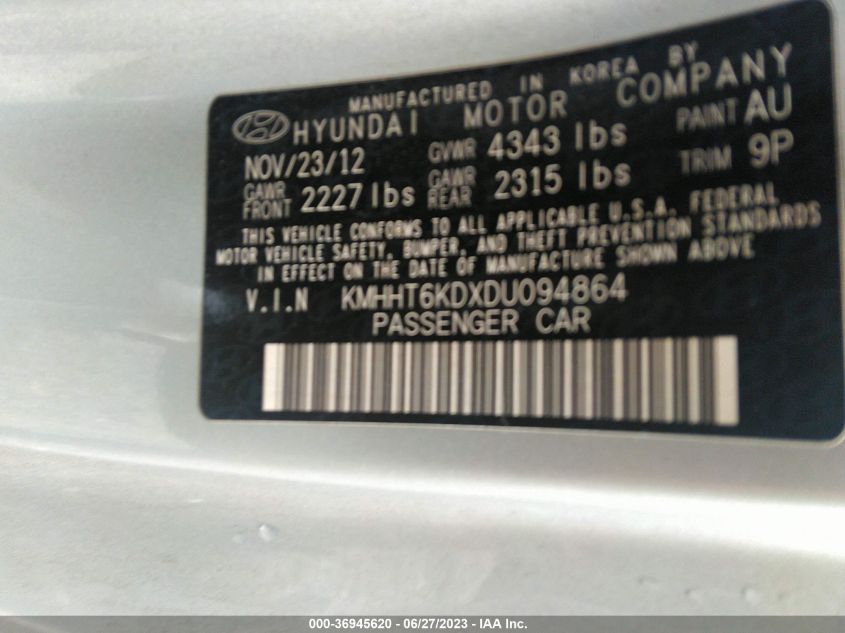 MANUFACTURED IN KOREA BY
HYUNDAI MOTOR COMPANY
NOV/23/12 GVWR 4343 lbs PAINT AU
GAWR FRONT 2227 lbs GAWR REAR 2315 lbs TRIM 9P
THIS VEHICLE CONFORMS TO ALL APPLICABLE U.S.A. FEDERAL
MOTOR VEHICLE SAFETY, BUMPER, AND THEFT PREVENTION STANDARDS
IN EFFECT ON THE DATE OF MANUFACTURE SHOWN ABOVE
V.I.N KMHHT6KDXDU094864
PASSENGER CAR
000-36945620 - 06/27/2023 - IAA Inc.